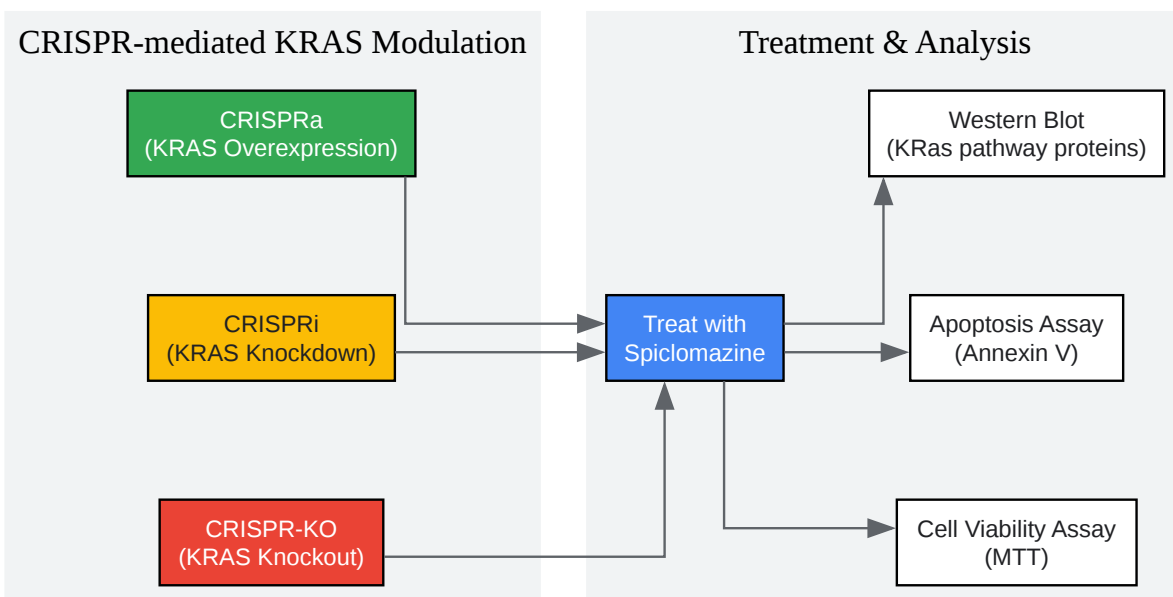 CRISPR-mediated KRAS Modulation
CRISPRa
(KRAS Overexpression)
CRISPRi
(KRAS Knockdown)
CRISPR-KO
(KRAS Knockout)
Treatment & Analysis
Treat with
Spiclomazine
Western Blot
(KRas pathway proteins)
Apoptosis Assay
(Annexin V)
Cell Viability Assay
(MTT)